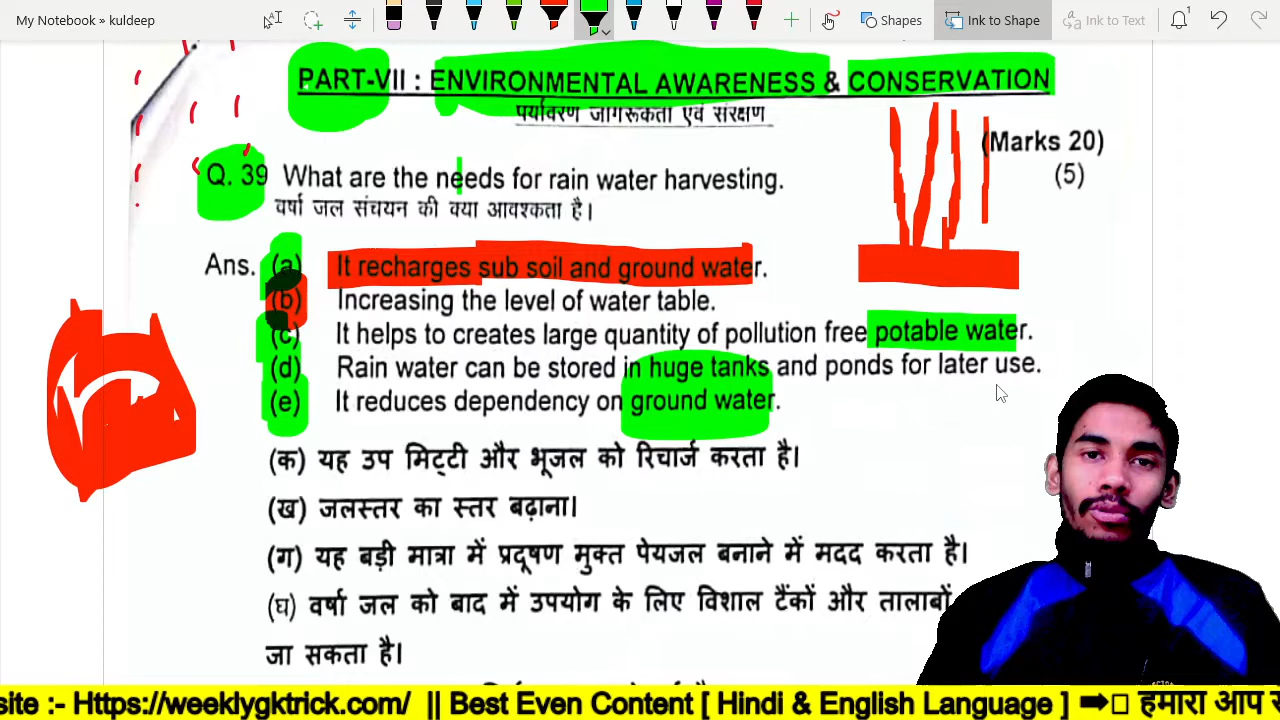 My Notebook » kuldeep
Shapes
Ink to Shape
Ink to Text
1
PART-VII : ENVIRONMENTAL AWARENESS & CONSERVATION
पर्यावरण जागरूकता एवं संरक्षण
(Marks 20)
Q. 39 What are the needs for rain water harvesting.
(5)
वर्षा जल संचयन की क्या आवश्कता है।
Ans. (a) It recharges sub soil and ground water.
(b) Increasing the level of water table.
(c) It helps to creates large quantity of pollution free potable water.
(d) Rain water can be stored in huge tanks and ponds for later use.
(e) It reduces dependency on ground water.
(क) यह उप मिट्टी और भूजल को रिचार्ज करता है।
(ख) जलस्तर का स्तर बढ़ाना।
(ग) यह बड़ी मात्रा में प्रदूषण मुक्त पेयजल बनाने में मदद करता है।
(घ) वर्षा जल को बाद में उपयोग के लिए विशाल टैंकों और तालाबों
जा सकता है।
site :- Https://weeklygktrick.com/ || Best Even Content [ Hindi & English Language ] ➡ हमारा आप